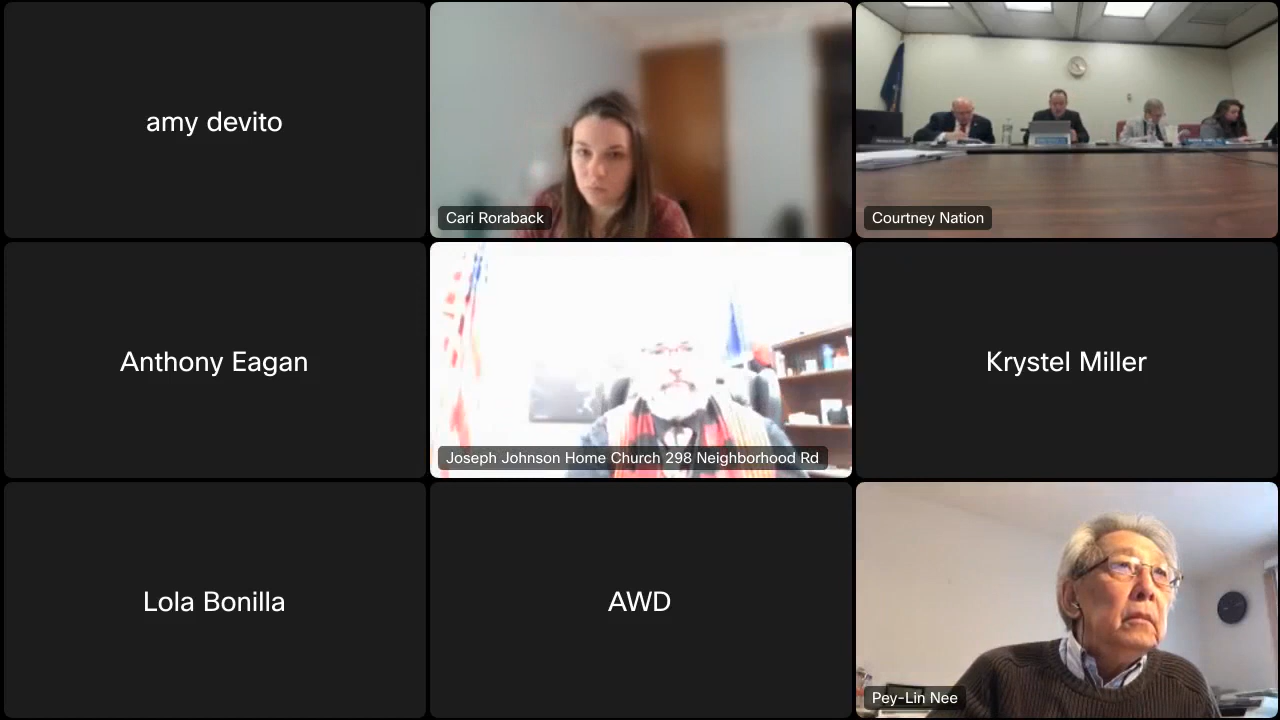 amy devito
Cari Roraback
Courtney Nation
Anthony Eagan
Joseph Johnson Home Church 298 Neighborhood Rd
Krystel Miller
Lola Bonilla
AWD
Pey-Lin Nee